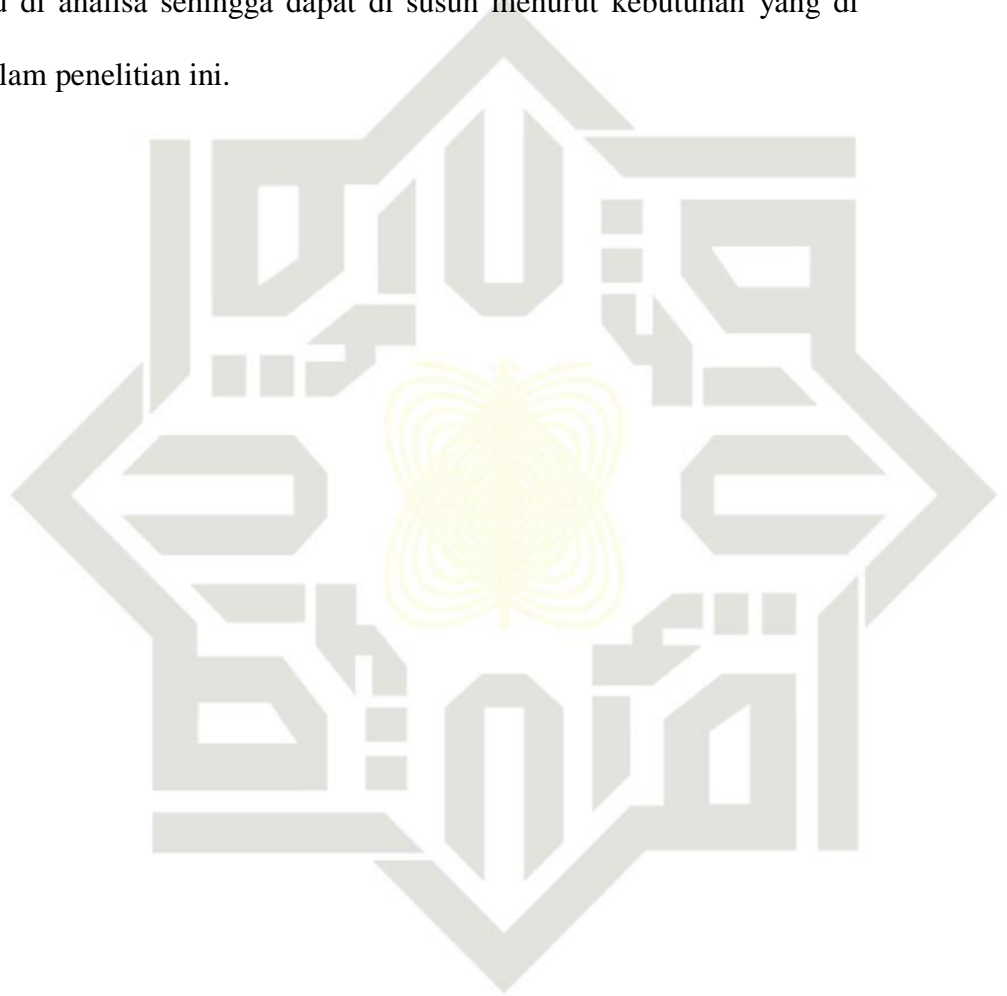 di analisa sehingga dapat di susun menurut kebutuhan yang di
lam penelitian ini.